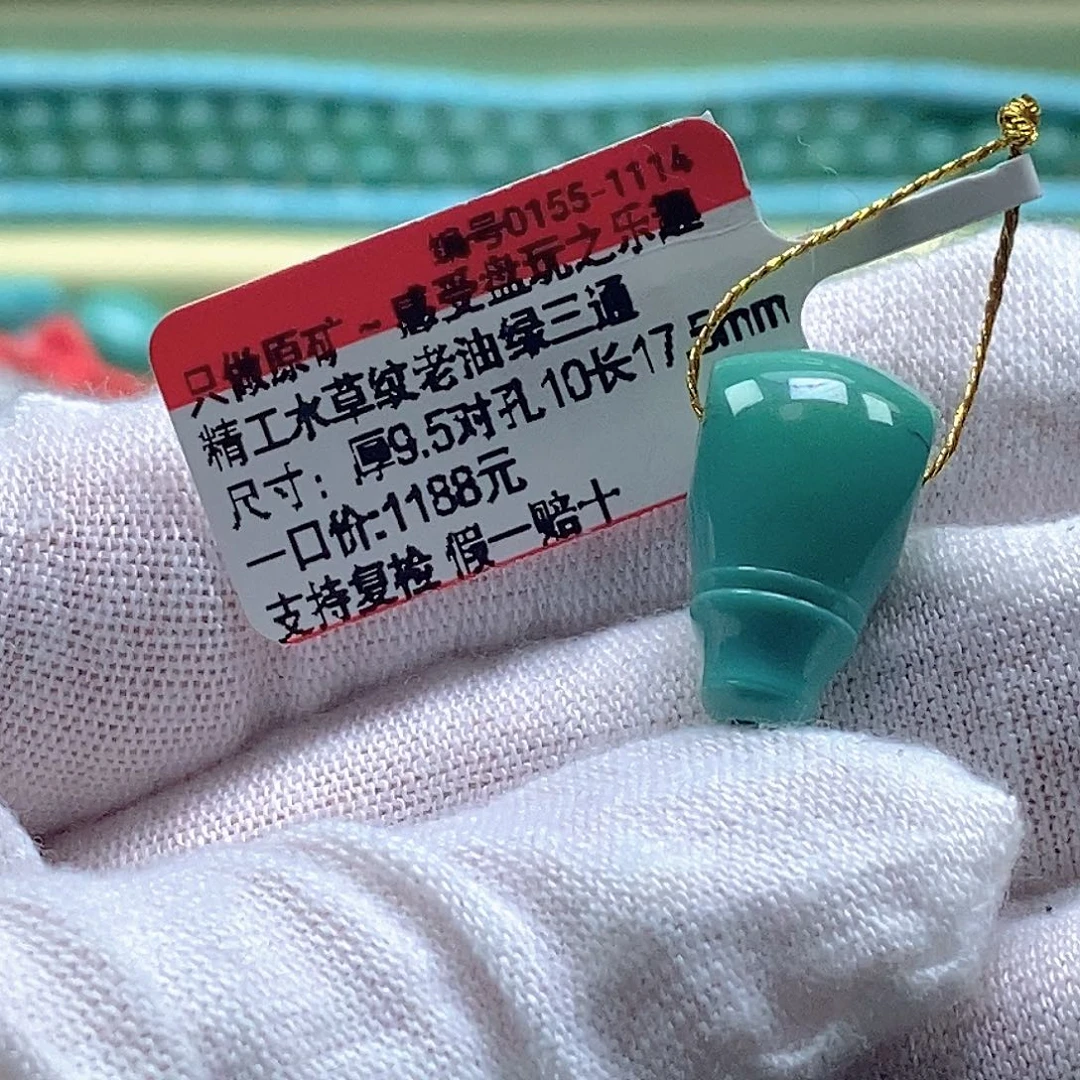 编号0155-1114
只做原矿~感受盘玩之乐趣
精工水草纹老油绿三通
尺寸：厚9.5对孔10长17.5mm
一口价:1188元
支持复检 假一赔十